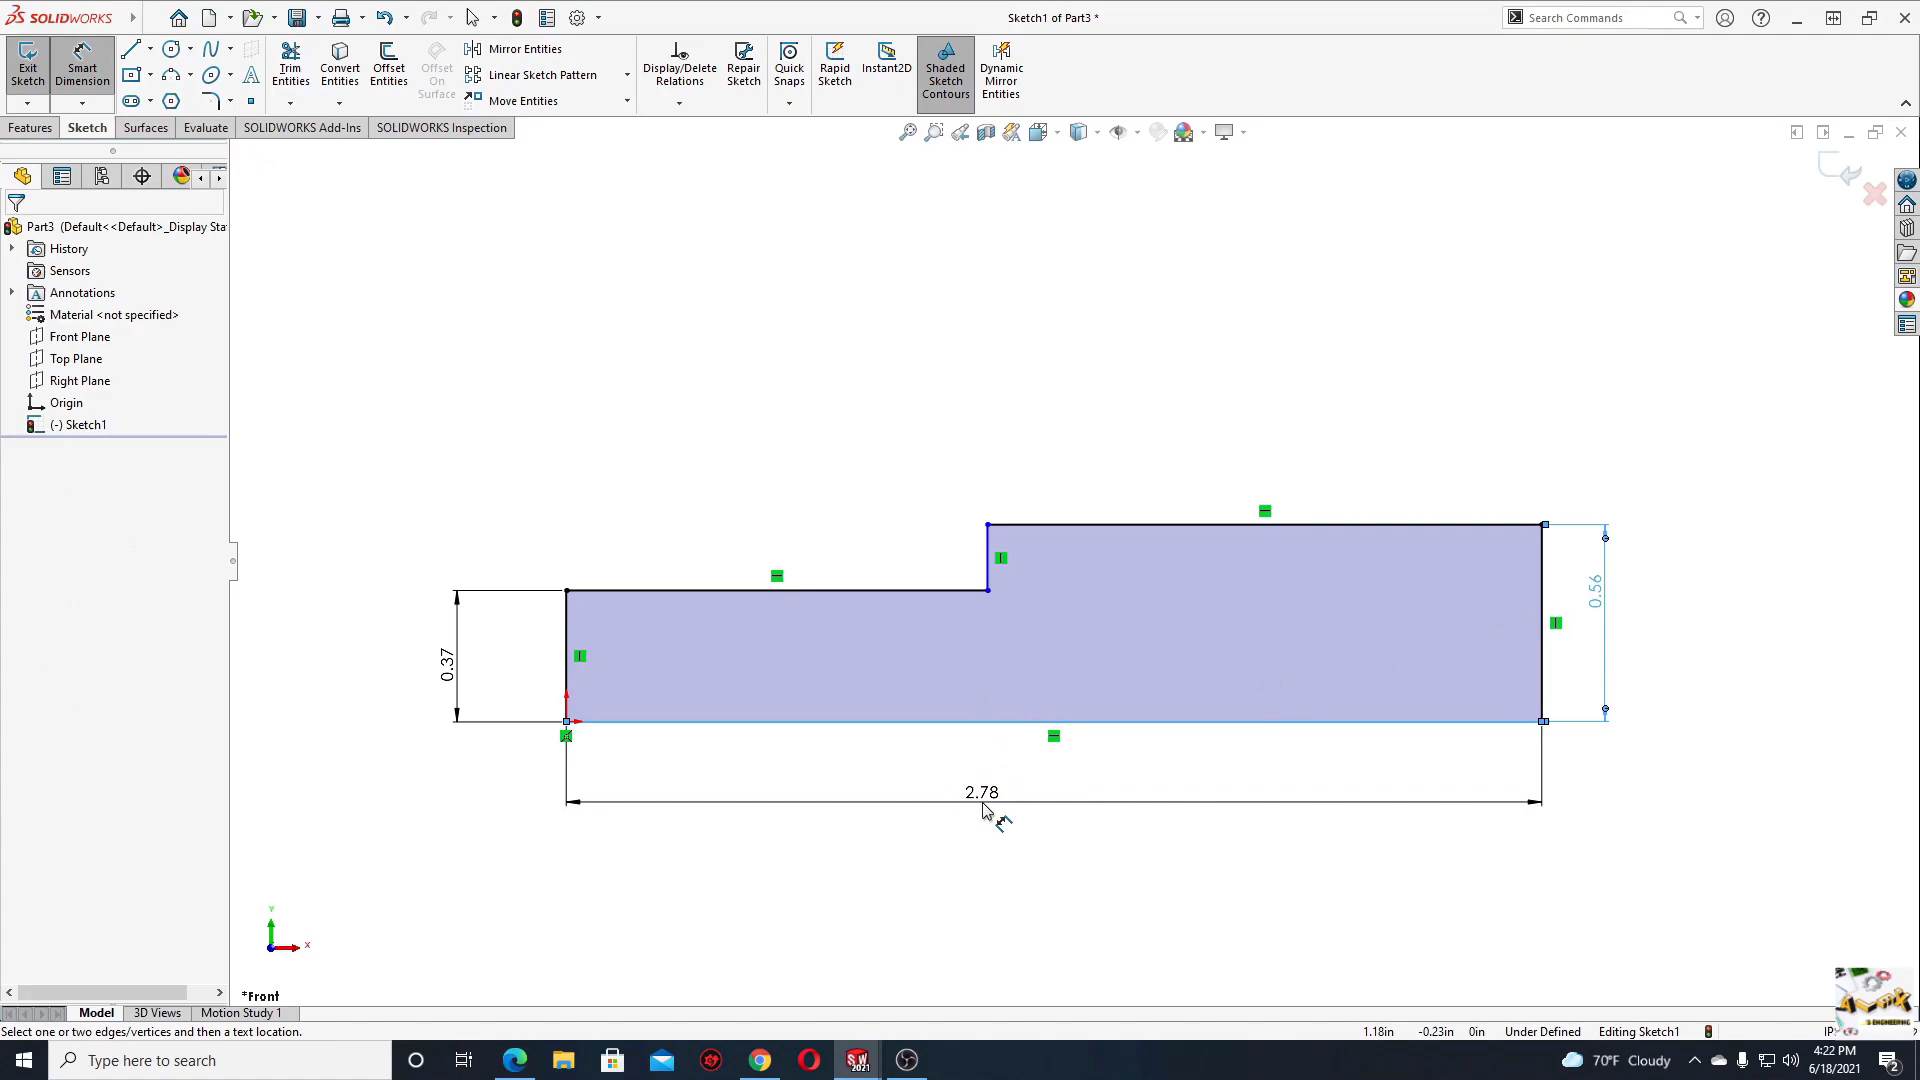 SOLIDWORKS
Sketch1 of Part3 *
Search Commands
Exit Sketch
Smart Dimension
Trim Entities
Convert Entities
Offset Entities
Offset On Surface
Mirror Entities
Linear Sketch Pattern
Move Entities
Display/Delete Relations
Repair Sketch
Quick Snaps
Rapid Sketch
Instant2D
Shaded Sketch Contours
Dynamic Mirror Entities
Features
Sketch
Surfaces
Evaluate
SOLIDWORKS Add-Ins
SOLIDWORKS Inspection
Part3 (Default<<Default>_Display Sta
History
Sensors
Annotations
Material <not specified>
Front Plane
Top Plane
Right Plane
Origin
(-) Sketch1
0.37
0.56
2.78
Y
X
*Front
Model
3D Views
Motion Study 1
Select one or two edges/vertices and then a text location.
1.18in
-0.23in
0in
Under Defined
Editing Sketch1
Type here to search
SW
2021
70°F Cloudy
4:22 PM
6/18/2021
2